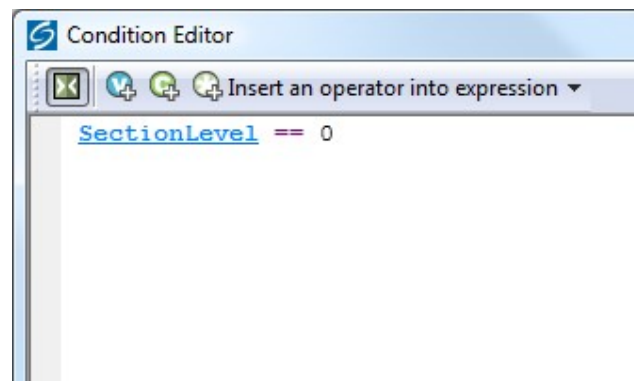 Condition Editor
Insert an operator into expression
SectionLevel == 0